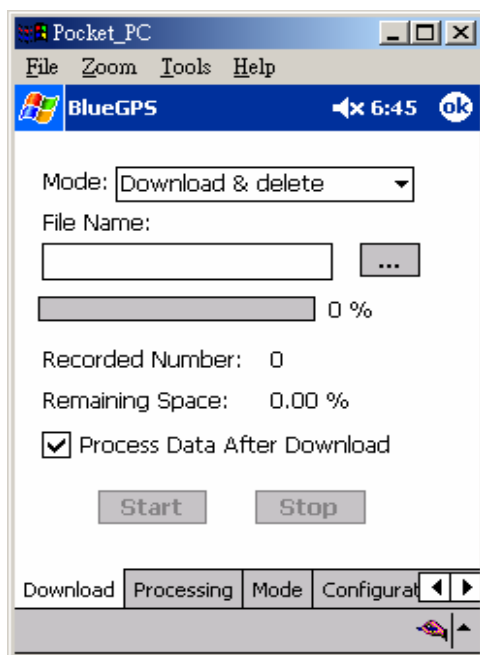 Pocket_PC
File Zoom Tools Help
BlueGPS 6:45 ok
Mode: Download & delete
File Name:
...
0 %
Recorded Number: 0
Remaining Space: 0.00 %
Process Data After Download
Start Stop
Download Processing Mode Configurat